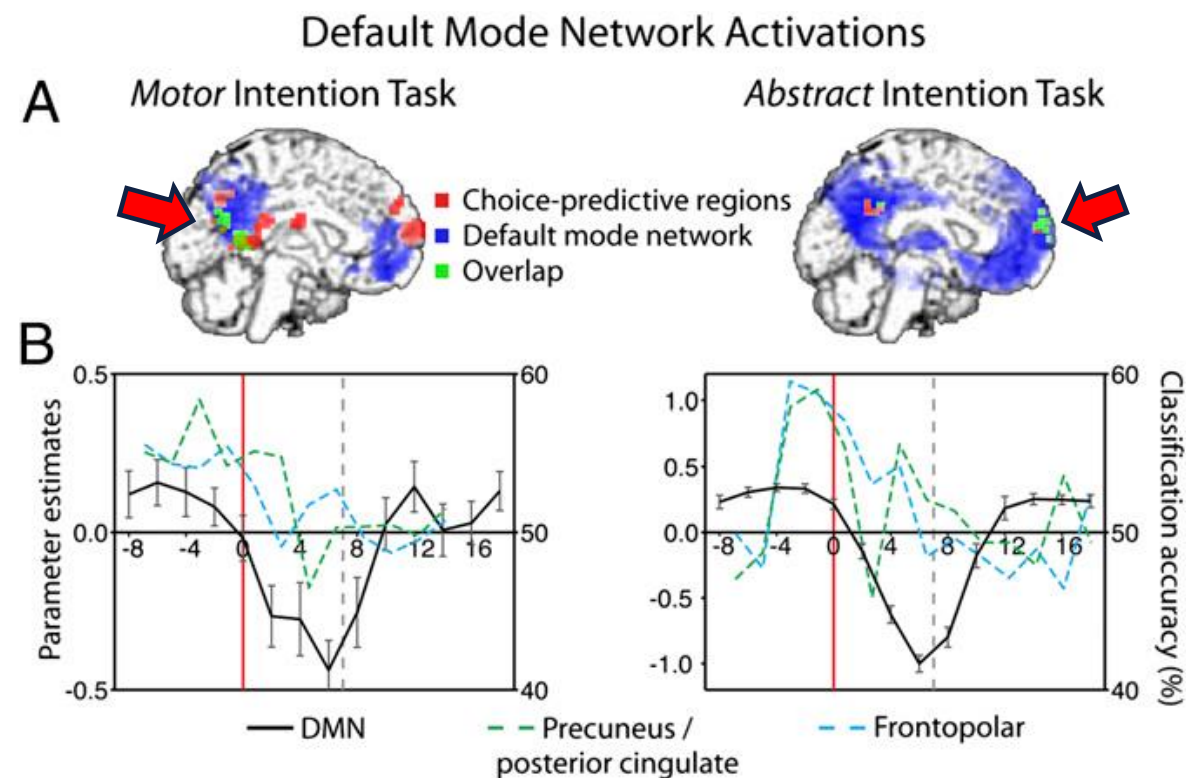 Default Mode Network Activations
A
Motor Intention Task
Abstract Intention Task
Choice-predictive regions
Default mode network
Overlap
B
Parameter estimates
0.5
0.0
-0.5
-8
-4
0
4
8
12
16
60
50
40
1.0
0.5
0.0
-0.5
-1.0
-8
-4
0
4
8
12
16
60
50
40
Classification accuracy (%)
DMN
Precuneus /
posterior cingulate
Frontopolar